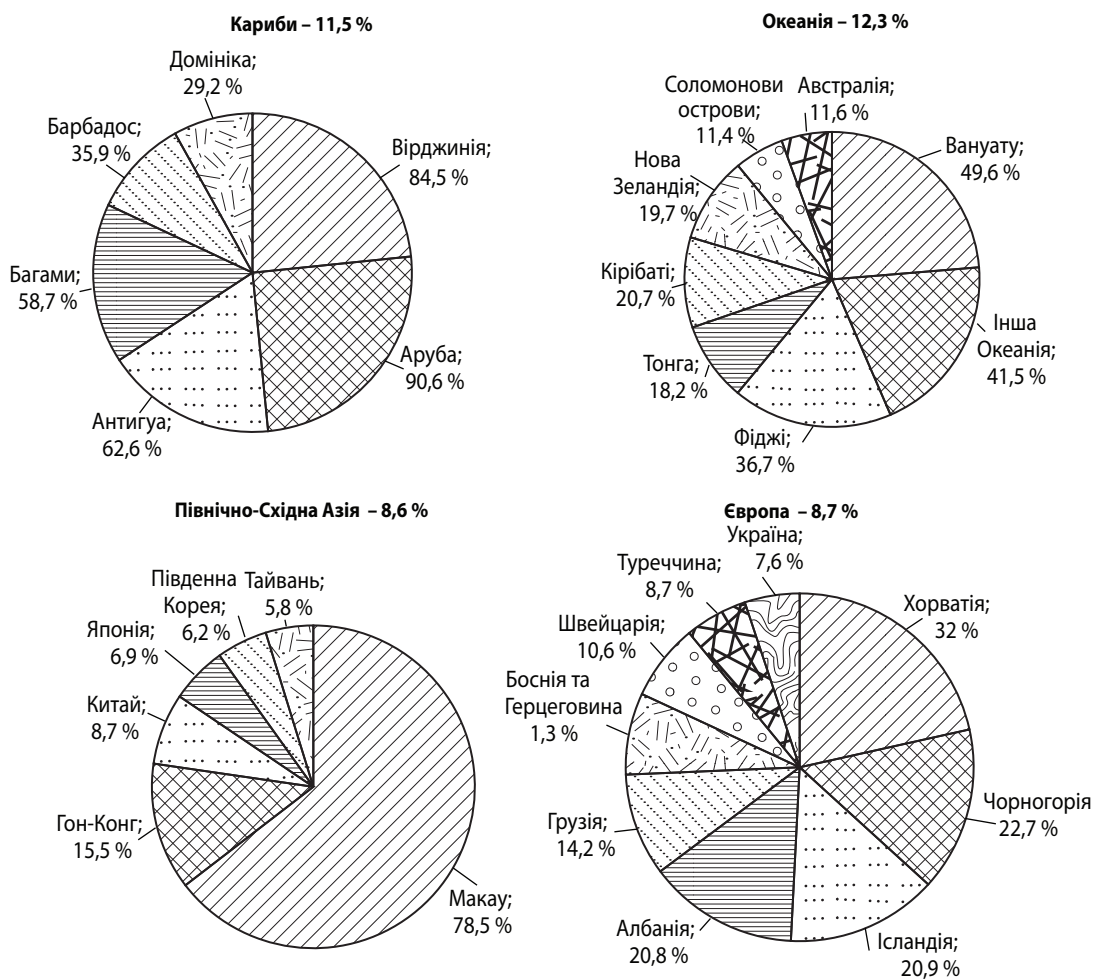 Кариби – 11,5 %
Домініка;
29,2 %
Барбадос;
35,9 %
Вірджинія;
84,5 %
Багами;
58,7 %
Аруба;
90,6 %
Антигуа;
62,6 %
Океанія – 12,3 %
Соломонови
острови;
11,4 %
Австралія;
11,6 %
Нова
Зеландія;
19,7 %
Вануату;
49,6 %
Кірібаті;
20,7 %
Інша
Океанія;
41,5 %
Тонга;
18,2 %
Фіджі;
36,7 %
Північно-Східна Азія – 8,6 %
Південна
Корея;
6,2 %
Тайвань;
5,8 %
Японія;
6,9 %
Китай;
8,7 %
Гон-Конг;
15,5 %
Макау;
78,5 %
Європа – 8,7 %
Україна;
7,6 %
Туреччина;
8,7 %
Хорватія;
32 %
Швейцарія;
10,6 %
Боснія та
Герцеговина
1,3 %
Чорногорія
22,7 %
Грузія;
14,2 %
Албанія;
20,8 %
Ісландія;
20,9 %